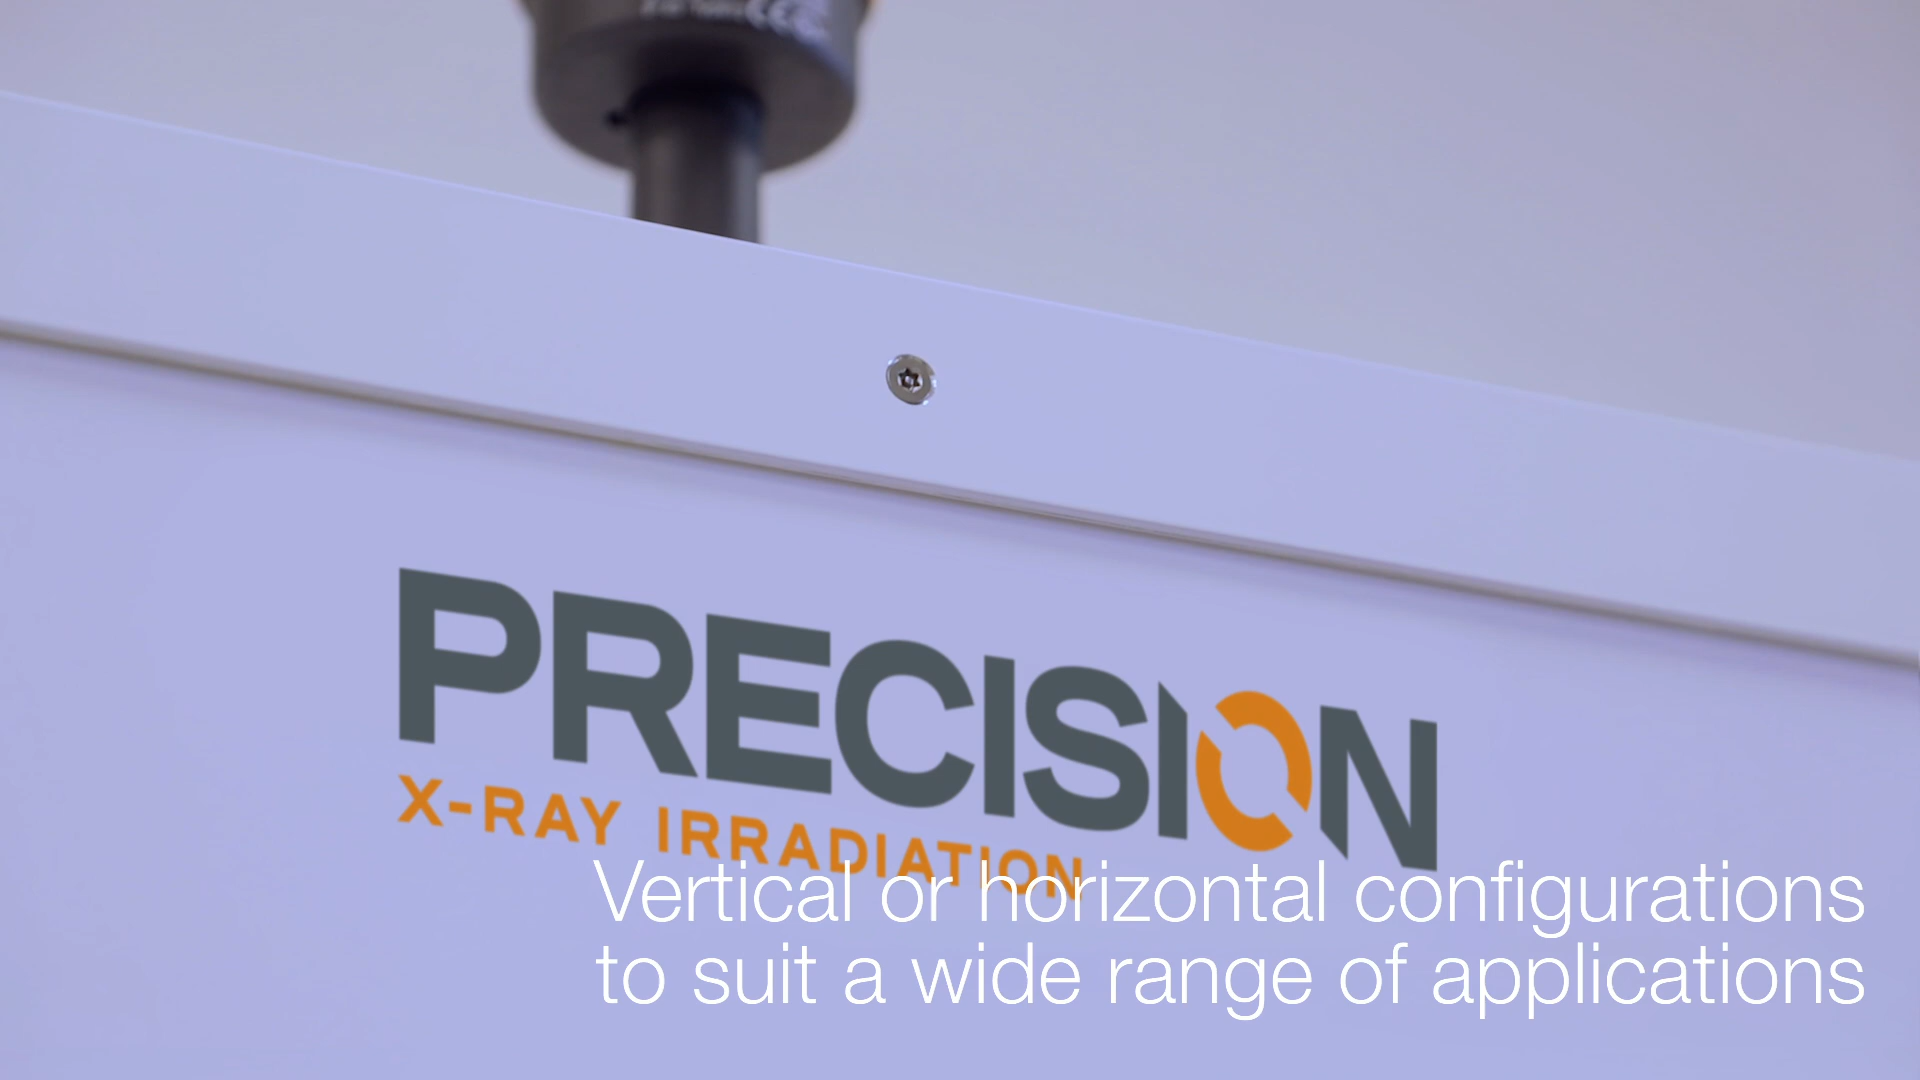 PRECISION
X-RAY IRRADIATION
Vertical or horizontal configurations
to suit a wide range of applications